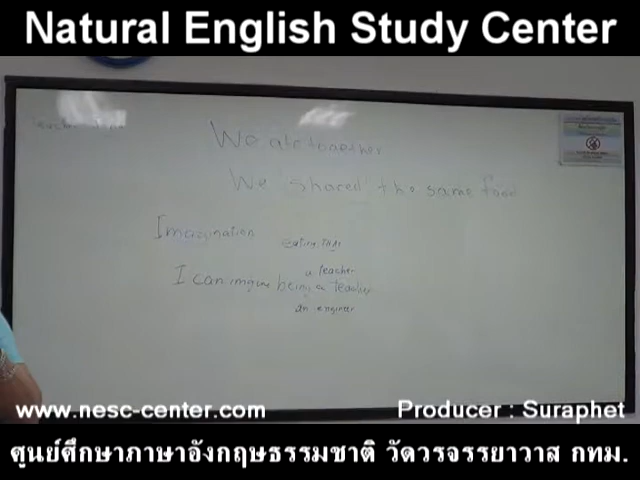 Natural English Study Center
We ate together
We "shared" the same food
Imagination
eating
a teacher
I can imgine being a teacher
an engineer
www.nesc-center.com
Producer : Suraphet
ศูนย์ศึกษาภาษาอังกฤษธรรมชาติ วัดวรจรรยาวาส กทม.